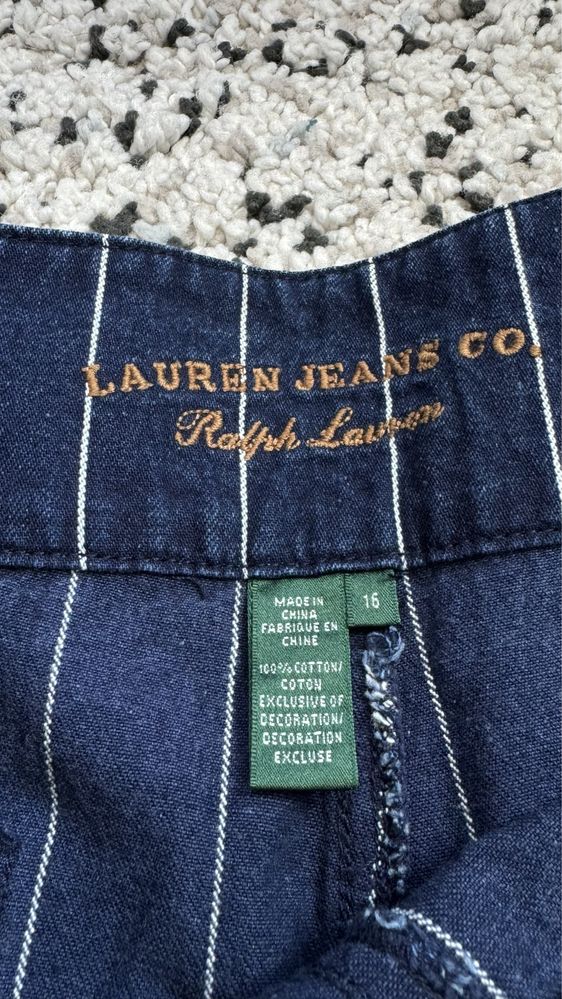 LAUREN JEANS CO.
Ralph Lauren
MADE IN
CHINA
FABRIQUE EN
CHINE
100% COTTON/
COTON
EXCLUSIVE OF
DECORATION/
DECORATION
EXCLUSE
16